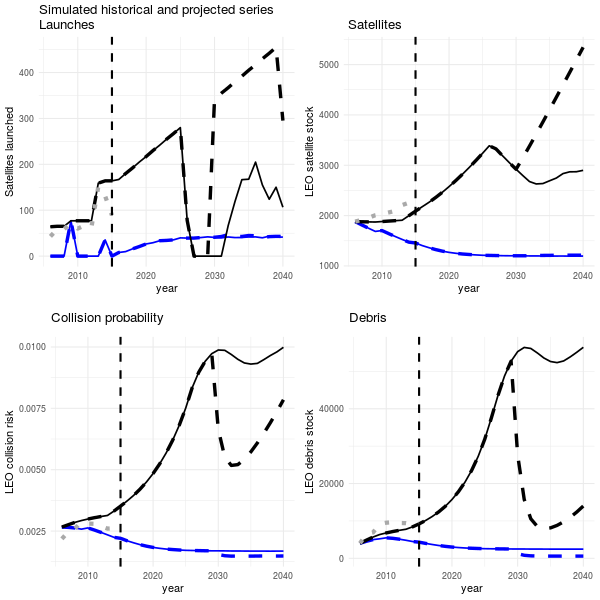 Simulated historical and projected series
Launches
Satellites launched
400
300
200
100
0
2010
2020
2030
2040
year
Satellites
LEO satellite stock
5000
4000
3000
2000
1000
2010
2020
2030
2040
year
Collision probability
LEO collision risk
0.0100
0.0075
0.0050
0.0025
2010
2020
2030
2040
year
Debris
LEO debris stock
40000
20000
0
2010
2020
2030
2040
year